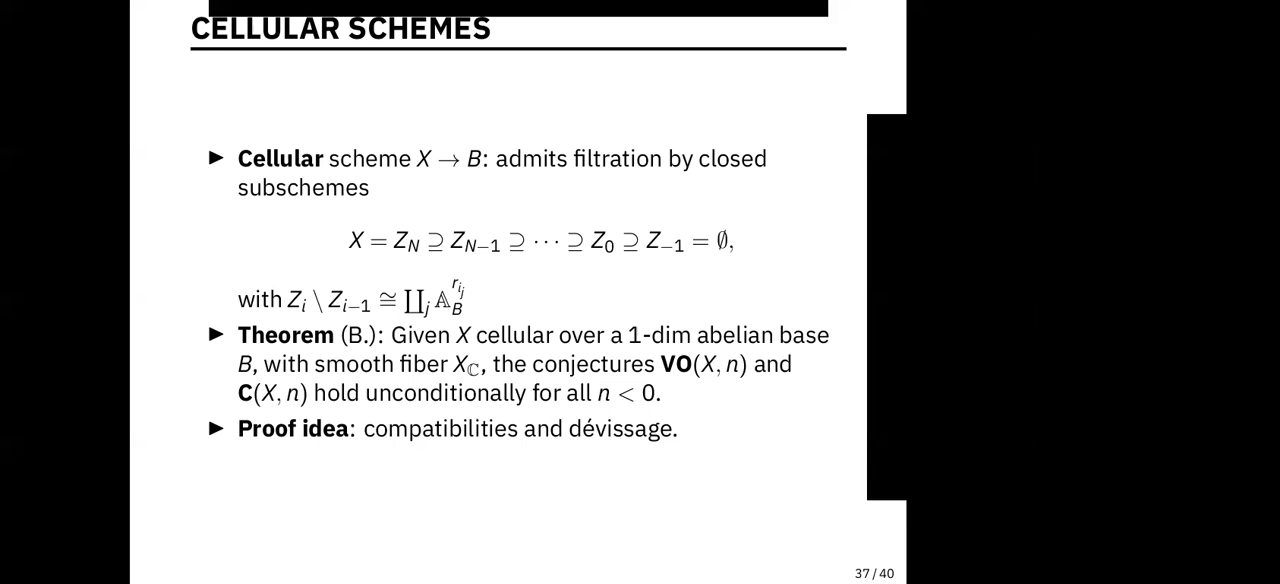 CELLULAR SCHEMES
▶ Cellular scheme X → B: admits filtration by closed
subschemes
X = Z_N ⊇ Z_{N−1} ⊇ ⋯ ⊇ Z_0 ⊇ Z_{−1} = ∅,
with Z_i \ Z_{i−1} ≅ ∐_j 𝔸_B^{r_{i_j}}
▶ Theorem (B.): Given X cellular over a 1-dim abelian base
B, with smooth fiber X_ℂ, the conjectures VO(X, n) and
C(X, n) hold unconditionally for all n < 0.
▶ Proof idea: compatibilities and dévissage.
37 / 40